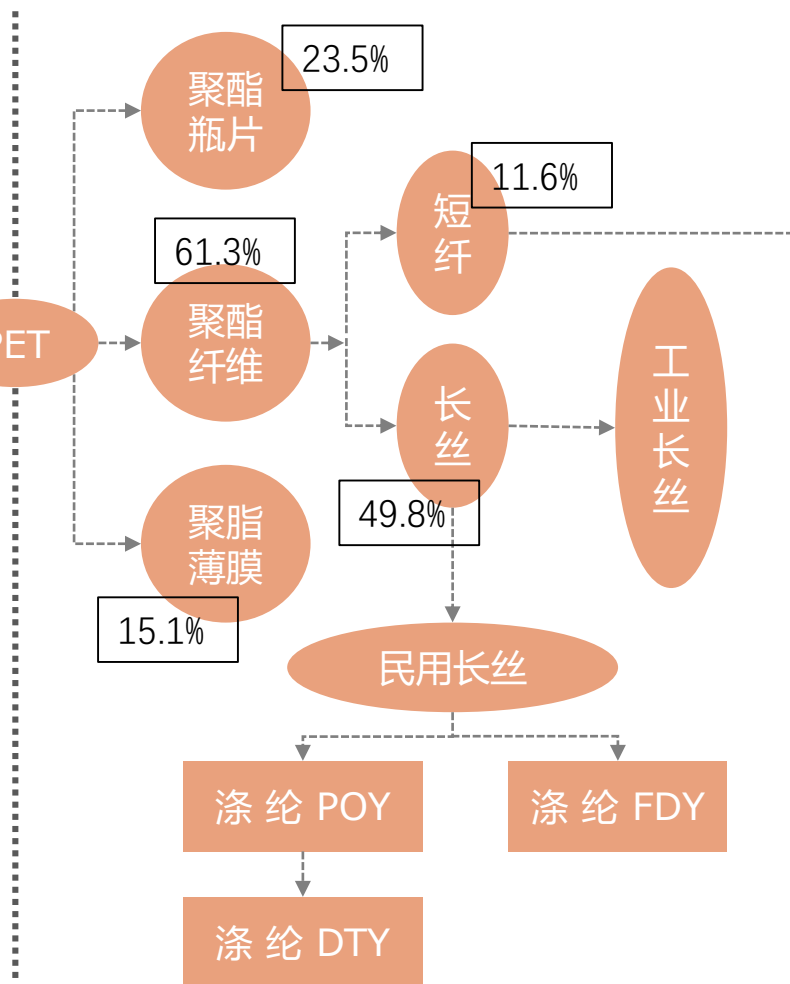 23.5%
聚酯
瓶片
11.6%
短
纤
61.3%
聚酯
纤维
PET
工
业
长
丝
长
丝
49.8%
聚脂
薄膜
15.1%
民用长丝
涤 纶 POY
涤 纶 FDY
涤 纶 DTY